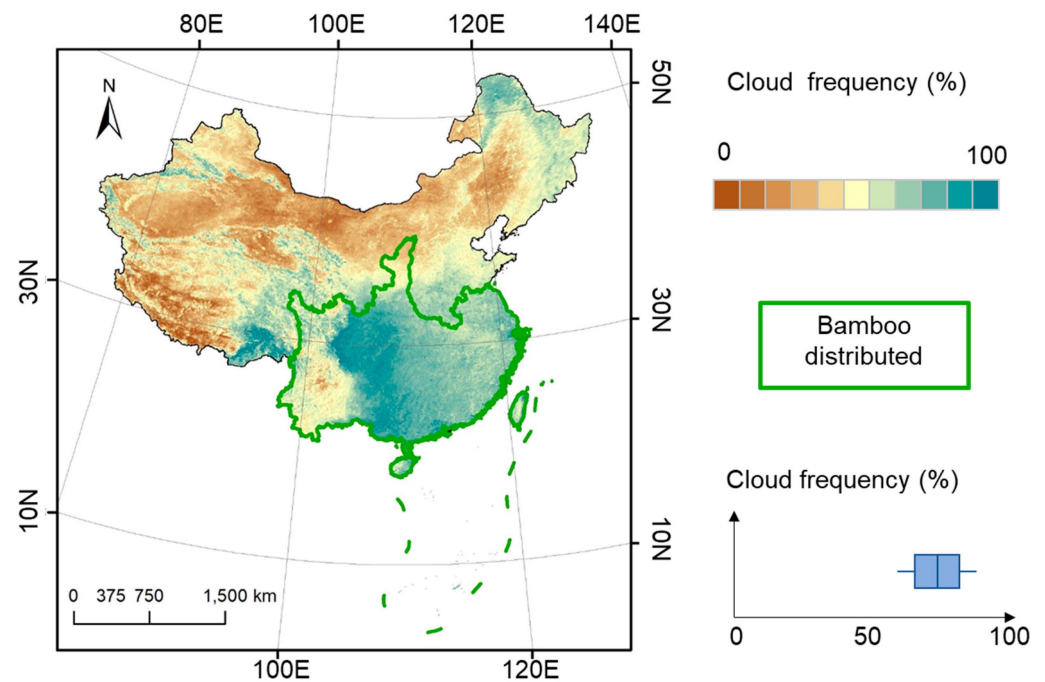 80E 100E 120E 140E
N
50N
30N
30N
10N
10N
0 375 750 1,500 km
100E 120E
Cloud frequency (%)
0 100
Bamboo
distributed
Cloud frequency (%)
0 50 100